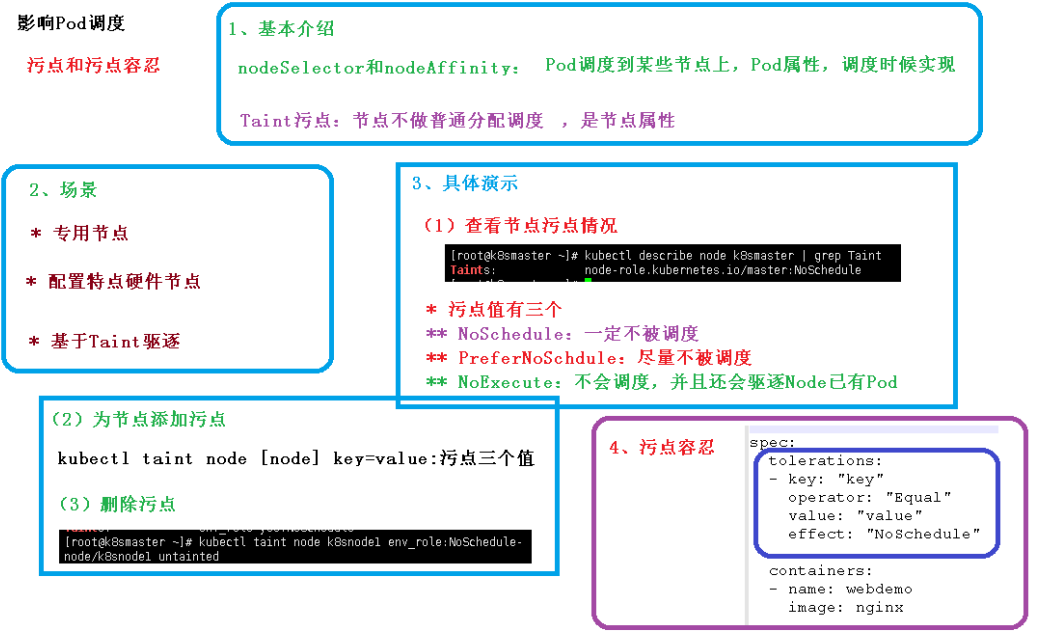 影响Pod调度
污点和污点容忍
1、基本介绍
nodeSelector和nodeAffinity： Pod调度到某些节点上，Pod属性，调度时候实现
Taint污点：节点不做普通分配调度 ，是节点属性
2、场景
* 专用节点
* 配置特点硬件节点
* 基于Taint驱逐
3、具体演示
（1）查看节点污点情况
[root@k8smaster ~]# kubectl describe node k8smaster | grep Taint
Taints: node-role.kubernetes.io/master:NoSchedule
* 污点值有三个
** NoSchedule：一定不被调度
** PreferNoSchdule：尽量不被调度
** NoExecute：不会调度，并且还会驱逐Node已有Pod
（2）为节点添加污点
kubectl taint node [node] key=value:污点三个值
（3）删除污点
[root@k8smaster ~]# kubectl taint node k8snode1 env_role:NoSchedule-
node/k8snode1 untainted
4、污点容忍
spec:
tolerations:
- key: "key"
operator: "Equal"
value: "value"
effect: "NoSchedule"
containers:
- name: webdemo
image: nginx